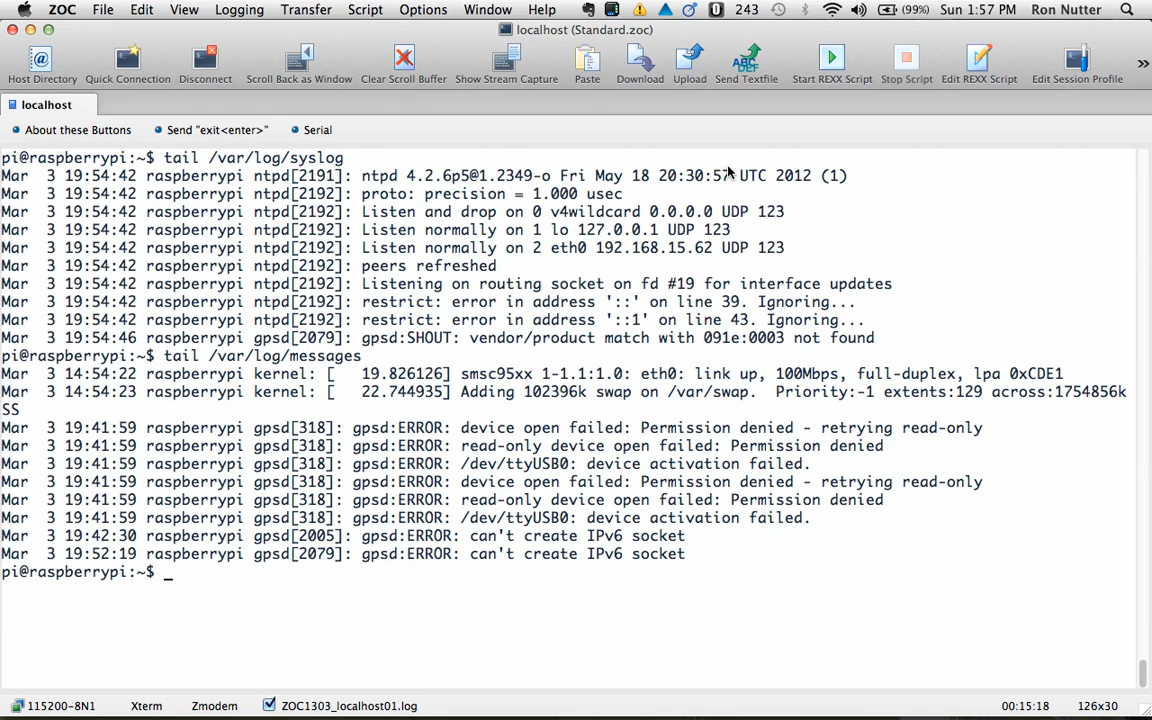 ZOC File Edit View Logging Transfer Script Options Window Help 243 (99%) Sun 1:57 PM Ron Nutter
localhost (Standard.zoc)
Host Directory Quick Connection Disconnect Scroll Back as Window Clear Scroll Buffer Show Stream Capture Paste Download Upload Send Textfile Start REXX Script Stop Script Edit REXX Script Edit Session Profile
localhost
About these Buttons Send "exit<enter>" Serial
pi@raspberrypi:~$ tail /var/log/syslog
Mar  3 19:54:42 raspberrypi ntpd[2191]: ntpd 4.2.6p5@1.2349-o Fri May 18 20:30:57 UTC 2012 (1)
Mar  3 19:54:42 raspberrypi ntpd[2192]: proto: precision = 1.000 usec
Mar  3 19:54:42 raspberrypi ntpd[2192]: Listen and drop on 0 v4wildcard 0.0.0.0 UDP 123
Mar  3 19:54:42 raspberrypi ntpd[2192]: Listen normally on 1 lo 127.0.0.1 UDP 123
Mar  3 19:54:42 raspberrypi ntpd[2192]: Listen normally on 2 eth0 192.168.15.62 UDP 123
Mar  3 19:54:42 raspberrypi ntpd[2192]: peers refreshed
Mar  3 19:54:42 raspberrypi ntpd[2192]: Listening on routing socket on fd #19 for interface updates
Mar  3 19:54:42 raspberrypi ntpd[2192]: restrict: error in address '::' on line 39. Ignoring...
Mar  3 19:54:42 raspberrypi ntpd[2192]: restrict: error in address '::1' on line 43. Ignoring...
Mar  3 19:54:46 raspberrypi gpsd[2079]: gpsd:SHOUT: vendor/product match with 091e:0003 not found
pi@raspberrypi:~$ tail /var/log/messages
Mar  3 14:54:22 raspberrypi kernel: [   19.826126] smsc95xx 1-1.1:1.0: eth0: link up, 100Mbps, full-duplex, lpa 0xCDE1
Mar  3 14:54:23 raspberrypi kernel: [   22.744935] Adding 102396k swap on /var/swap.  Priority:-1 extents:129 across:1754856k
SS
Mar  3 19:41:59 raspberrypi gpsd[318]: gpsd:ERROR: device open failed: Permission denied - retrying read-only
Mar  3 19:41:59 raspberrypi gpsd[318]: gpsd:ERROR: read-only device open failed: Permission denied
Mar  3 19:41:59 raspberrypi gpsd[318]: gpsd:ERROR: /dev/ttyUSB0: device activation failed.
Mar  3 19:41:59 raspberrypi gpsd[318]: gpsd:ERROR: device open failed: Permission denied - retrying read-only
Mar  3 19:41:59 raspberrypi gpsd[318]: gpsd:ERROR: read-only device open failed: Permission denied
Mar  3 19:41:59 raspberrypi gpsd[318]: gpsd:ERROR: /dev/ttyUSB0: device activation failed.
Mar  3 19:42:30 raspberrypi gpsd[2005]: gpsd:ERROR: can't create IPv6 socket
Mar  3 19:52:19 raspberrypi gpsd[2079]: gpsd:ERROR: can't create IPv6 socket
pi@raspberrypi:~$ _
115200-8N1 Xterm Zmodem ZOC1303_localhost01.log 00:15:18 126x30